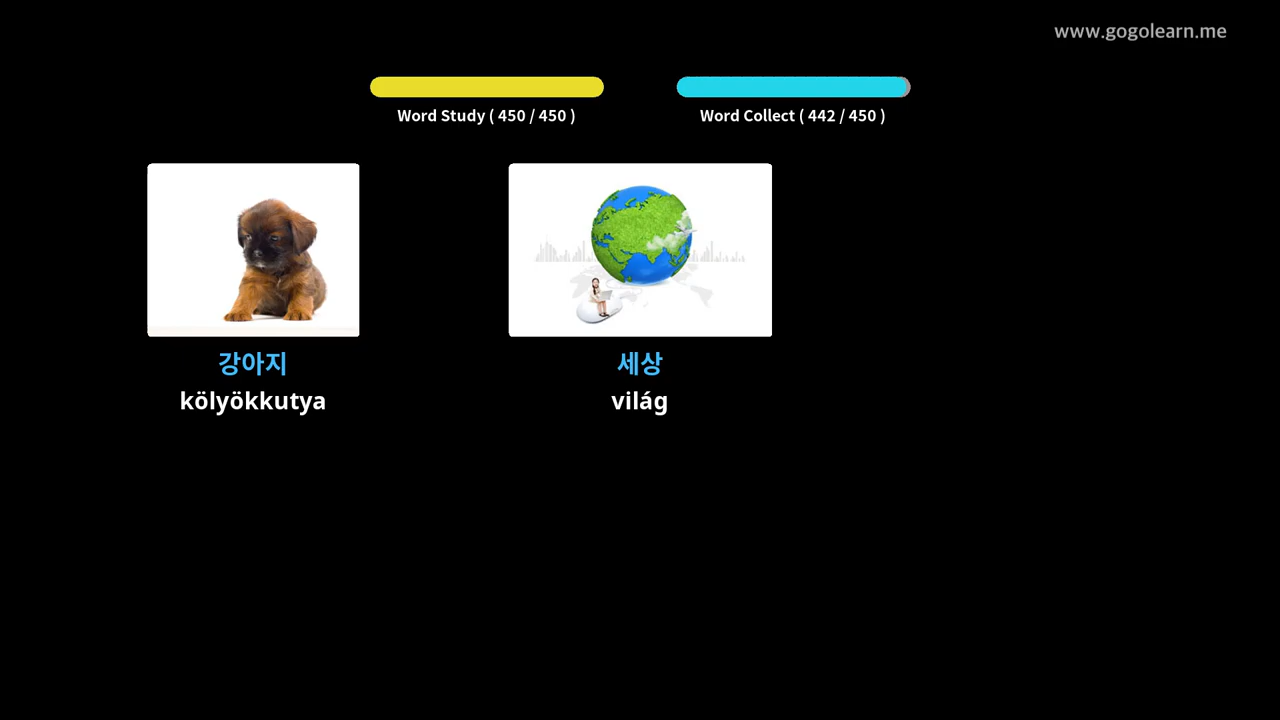 www.gogolearn.me
Word Study ( 450 / 450 )
Word Collect ( 442 / 450 )
강아지
kölyökkutya
세상
világ